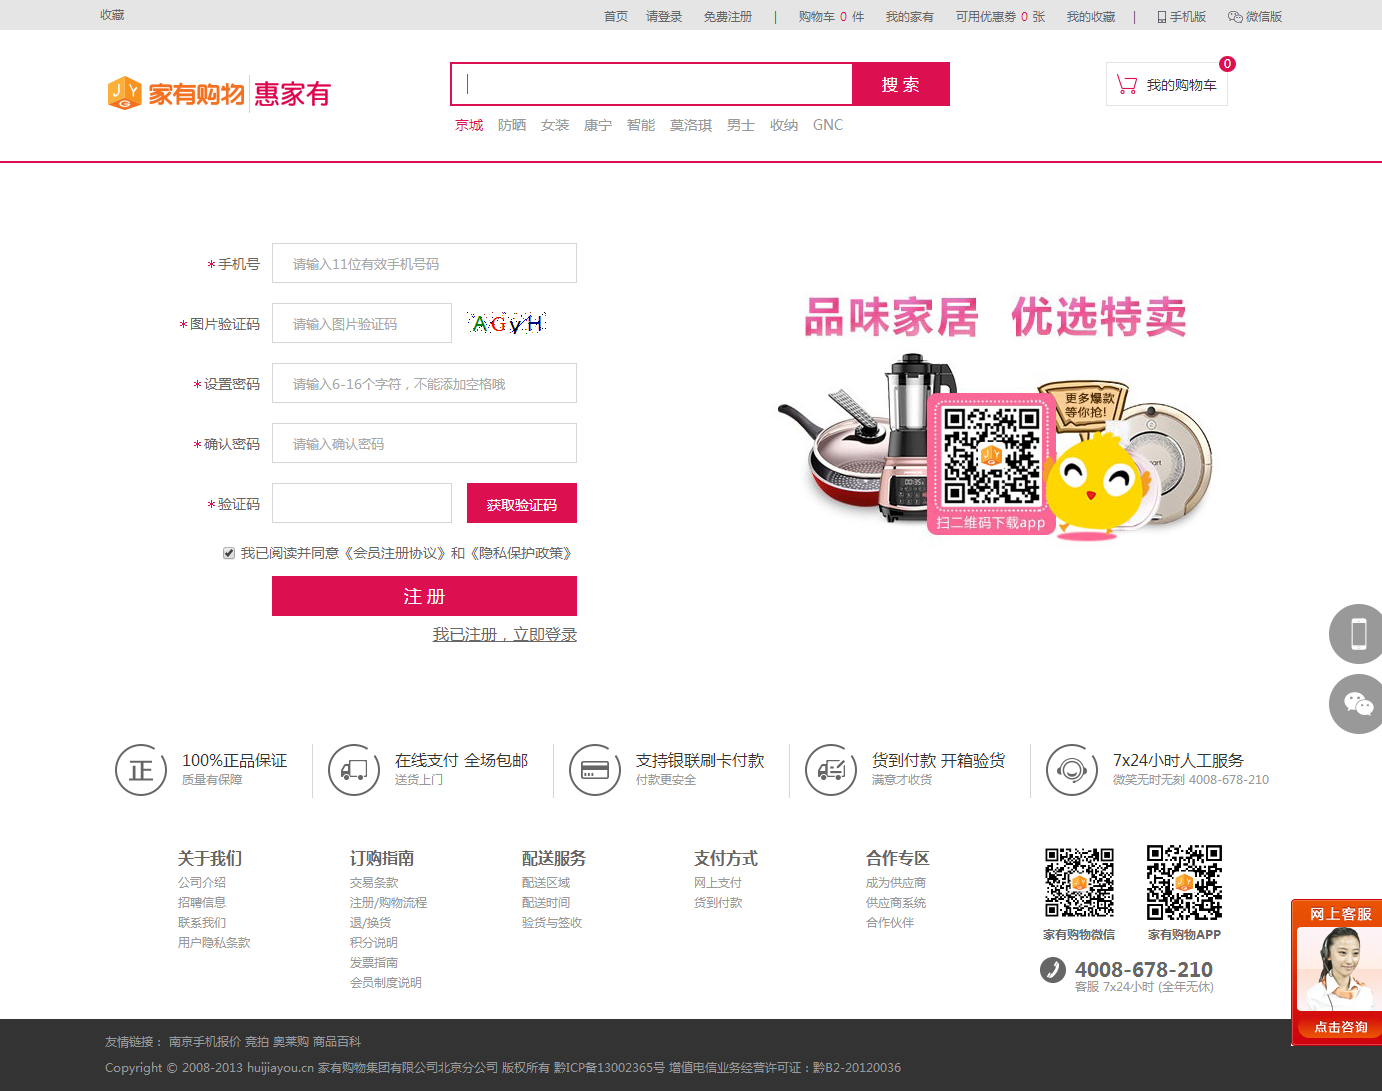 收藏
首页 请登录 免费注册 | 购物车 0 件 我的家有 可用优惠券 0 张 我的收藏 | 手机版 微信版
JYG 家有购物 惠家有
搜 索
0
我的购物车
京城 防晒 女装 康宁 智能 莫洛琪 男士 收纳 GNC
*手机号 请输入11位有效手机号码
*图片验证码 请输入图片验证码 AGyH
*设置密码 请输入6-16个字符，不能添加空格哦
*确认密码 请输入确认密码
*验证码 获取验证码
我已阅读并同意《会员注册协议》和《隐私保护政策》
注 册
我已注册，立即登录
品味家居 优选特卖
更多爆款
等你抢!
扫二维码下载app
正 100%正品保证
质量有保障
在线支付 全场包邮
送货上门
支持银联刷卡付款
付款更安全
货到付款 开箱验货
满意才收货
7x24小时人工服务
微笑无时无刻 4008-678-210
关于我们
公司介绍
招聘信息
联系我们
用户隐私条款
订购指南
交易条款
注册/购物流程
退/换货
积分说明
发票指南
会员制度说明
配送服务
配送区域
配送时间
验货与签收
支付方式
网上支付
货到付款
合作专区
成为供应商
供应商系统
合作伙伴
家有购物微信 家有购物APP
4008-678-210
客服 7x24小时 (全年无休)
网上客服
点击咨询
友情链接： 南京手机报价 竞拍 奥莱购 商品百科
Copyright © 2008-2013 huijiayou.cn 家有购物集团有限公司北京分公司 版权所有 黔ICP备13002365号 增值电信业务经营许可证：黔B2-20120036